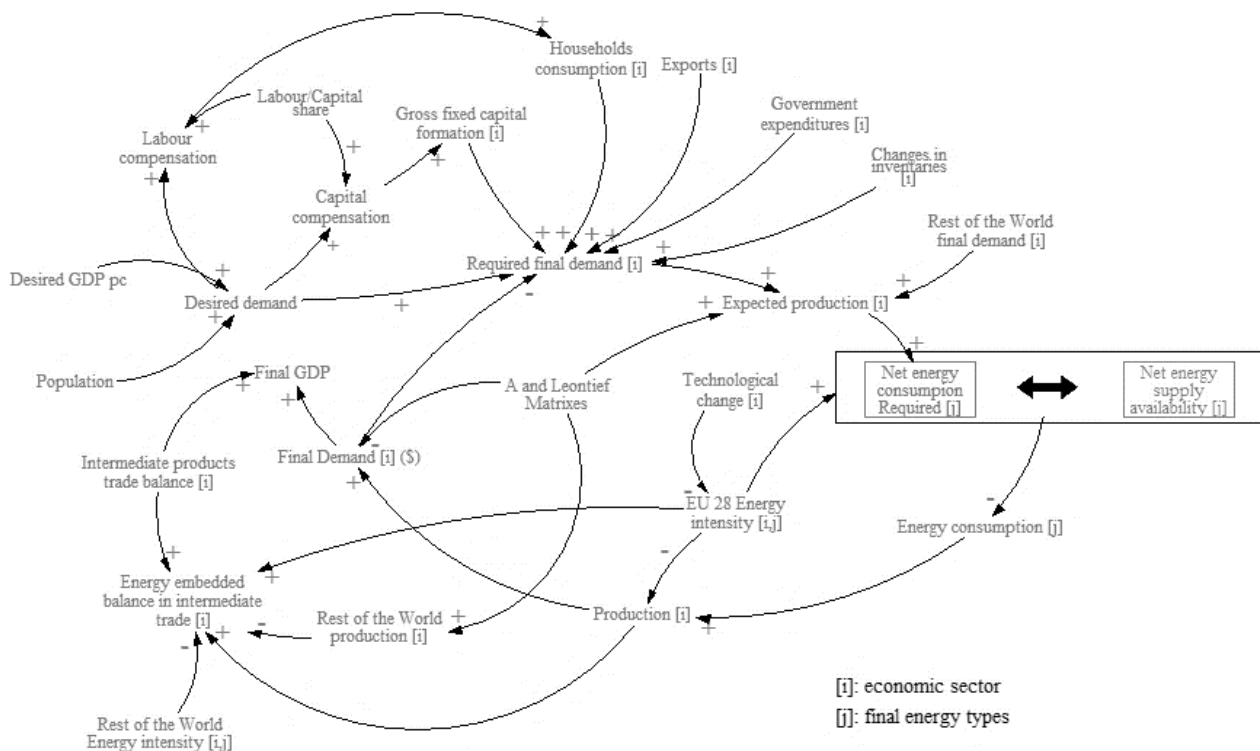 Households
consumption [i]
Exports [i]
Labour/Capital
share
Gross fixed capital
formation [i]
Government
expenditures [i]
Labour
compensation
Changes in
inventaries
[i]
Capital
compensation
Rest of the World
final demand [i]
Required final demand [i]
Desired GDP pc
Desired demand
Expected production [i]
Population
Final GDP
A and Leontief
Matrixes
Technological
change [i]
Net energy
consumpion
Required [j]
Net energy
supply
availability [j]
Intermediate products
trade balance [i]
Final Demand [i] ($)
EU 28 Energy
intensity [i,j]
Energy consumption [j]
Energy embedded
balance in intermediate
trade [i]
Rest of the World
production [i]
Production [i]
Rest of the World
Energy intensity [i,j]
[i]: economic sector
[j]: final energy types